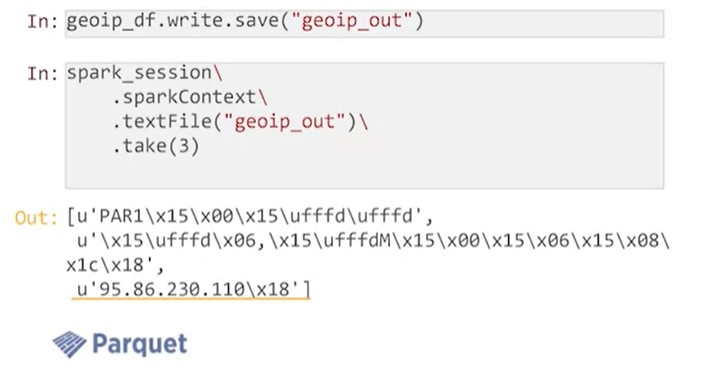 In: geoip_df.write.save("geoip_out")
In: spark_session\
.sparkContext\
.textFile("geoip_out")\
.take(3)
Out: [u'PAR1\x15\x00\x15\ufffd\ufffd',
u'\x15\ufffd\x06,\x15\ufffdM\x15\x00\x15\x06\x15\x08\
x1c\x18',
u'95.86.230.110\x18']
Parquet